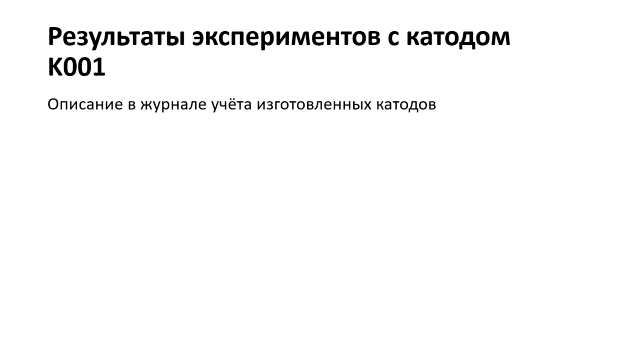 Результаты экспериментов с катодом
К001
Описание в журнале учёта изготовленных катодов